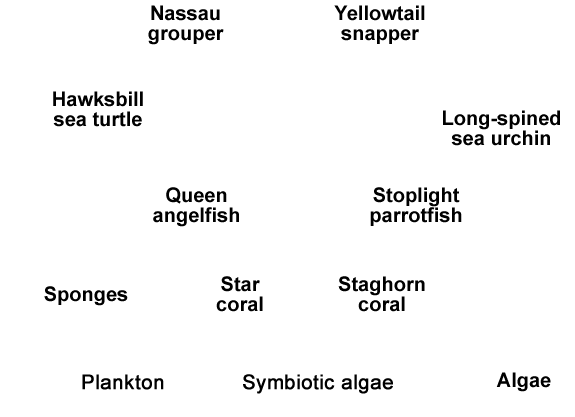 Nassau
grouper
Yellowtail
snapper
Hawksbill
sea turtle
Long-spined
sea urchin
Queen
angelfish
Stoplight
parrotfish
Sponges
Star
coral
Staghorn
coral
Plankton
Symbiotic algae
Algae